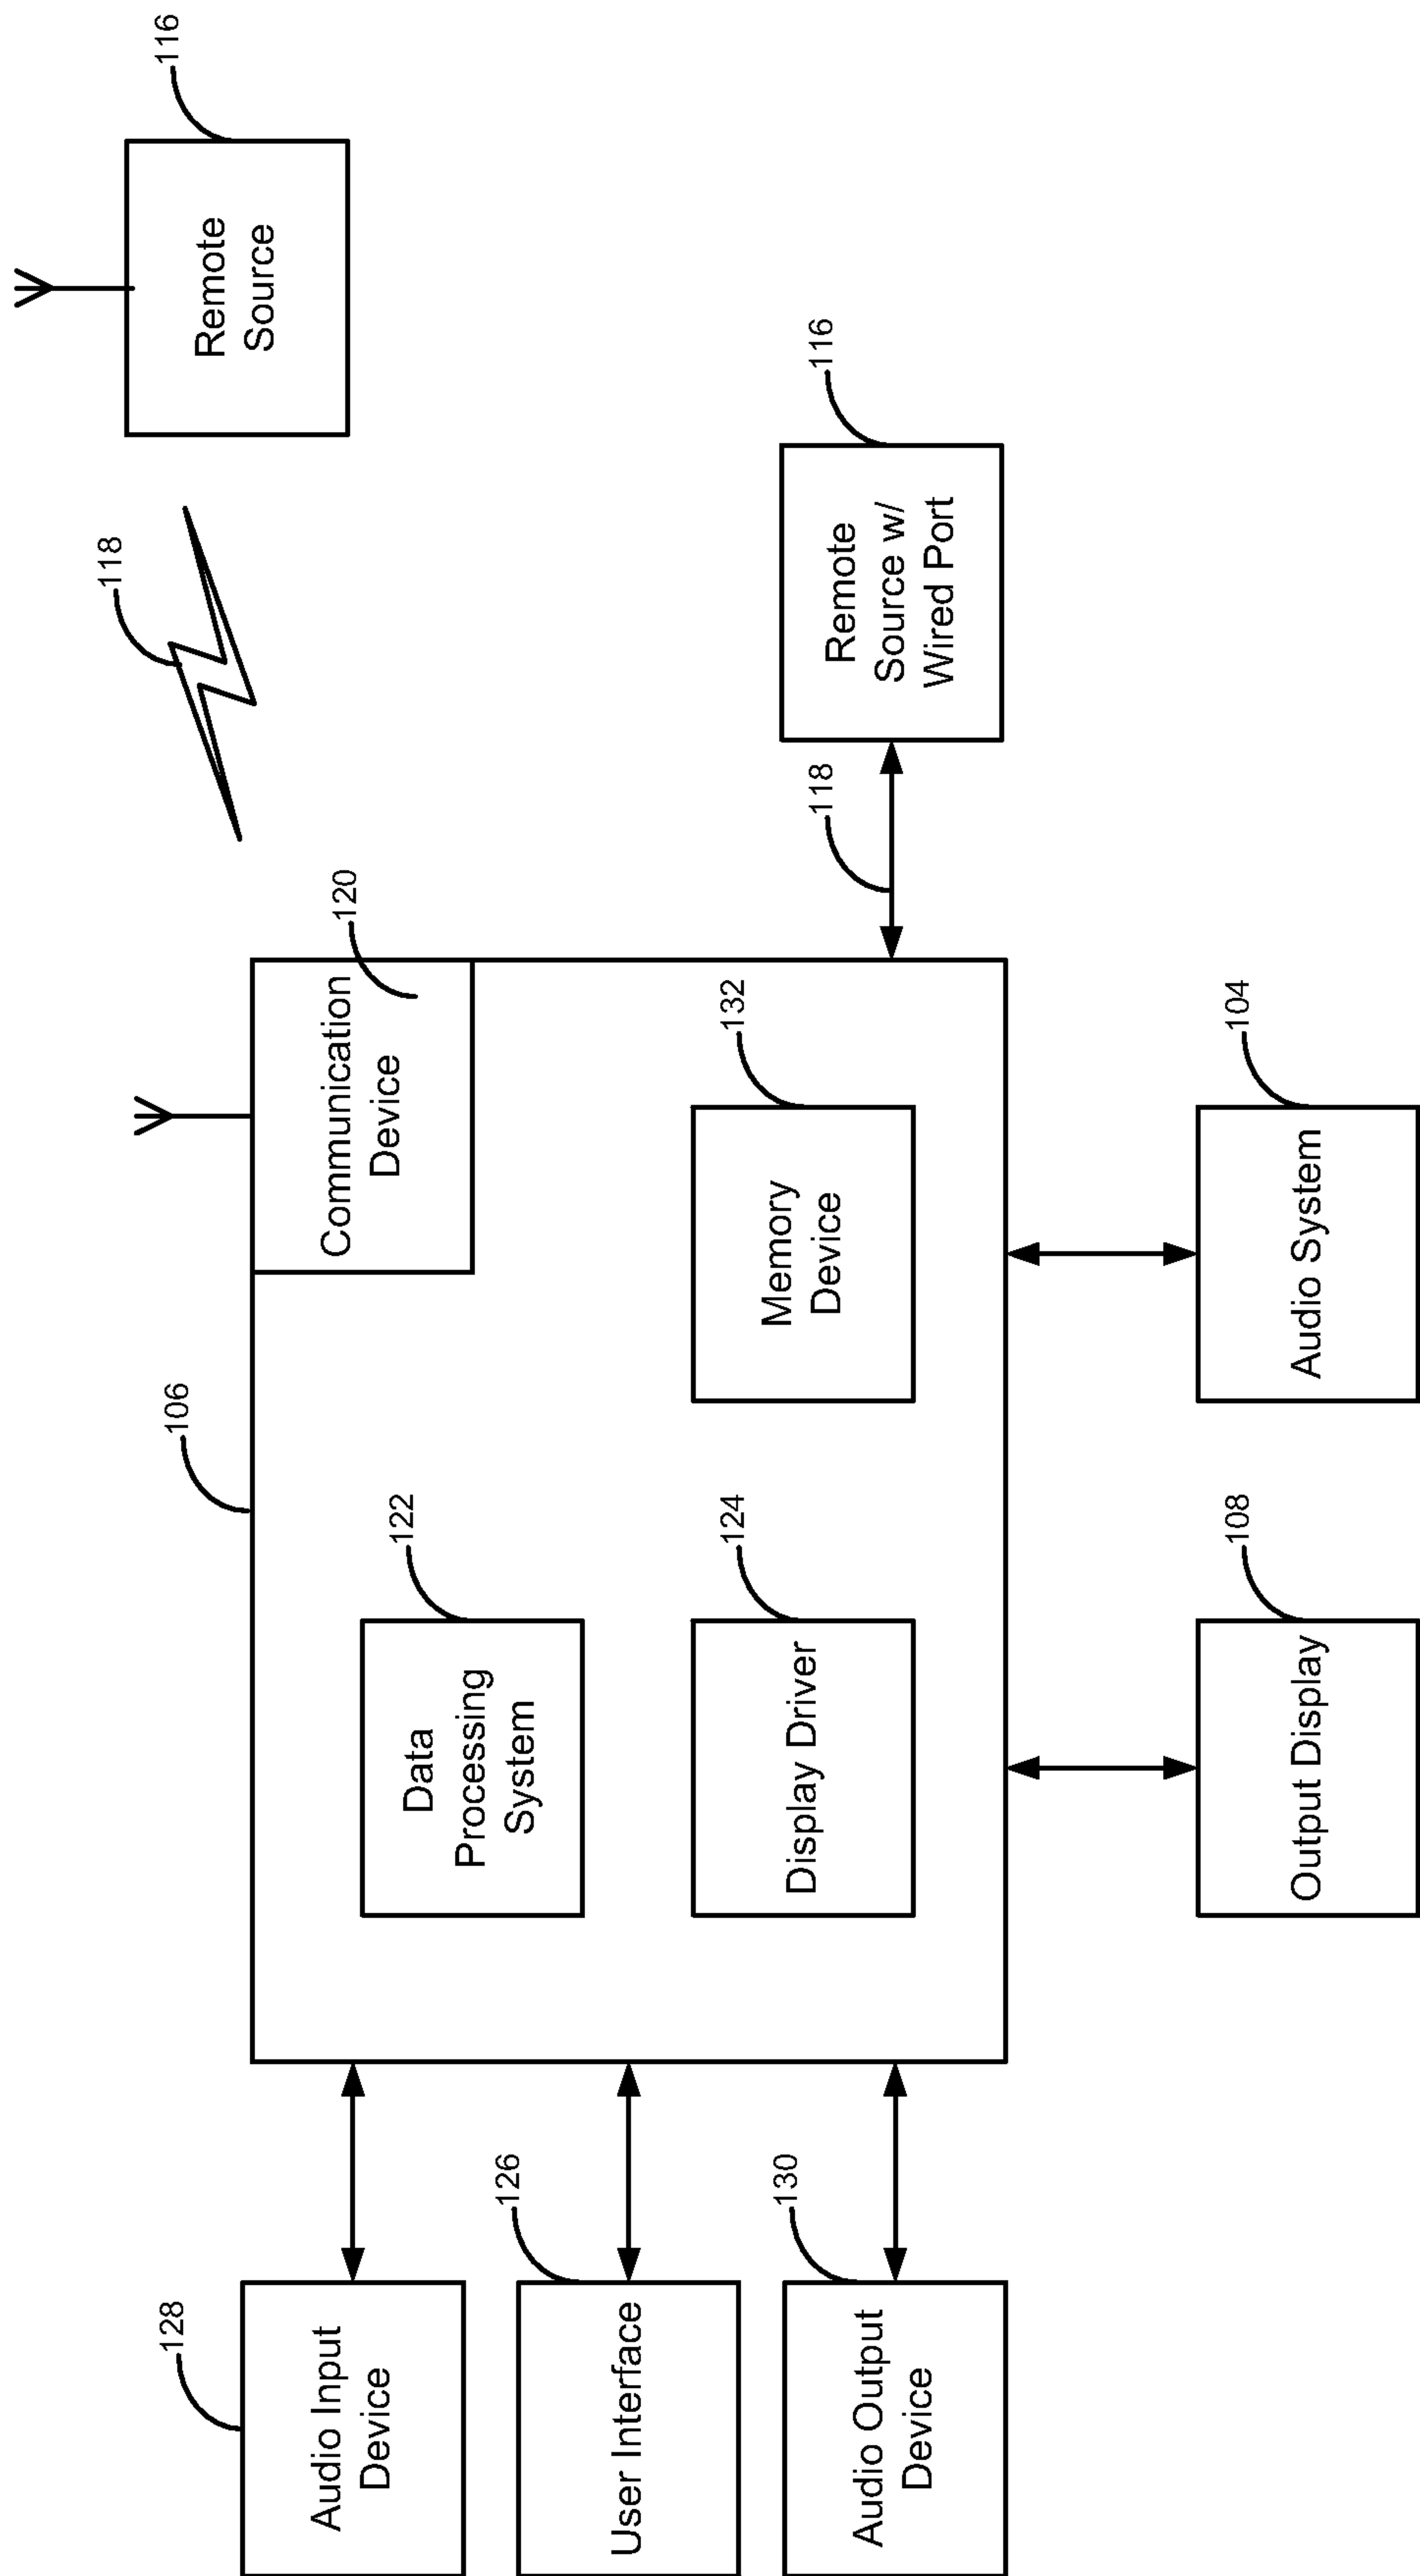 128
Audio Input
Device
126
User Interface
130
Audio Output
Device
106
122
Data
Processing
System
124
Display Driver
120
Communication
Device
132
Memory
Device
108
Output Display
104
Audio System
118
116
Remote
Source
118
116
Remote
Source w/
Wired Port